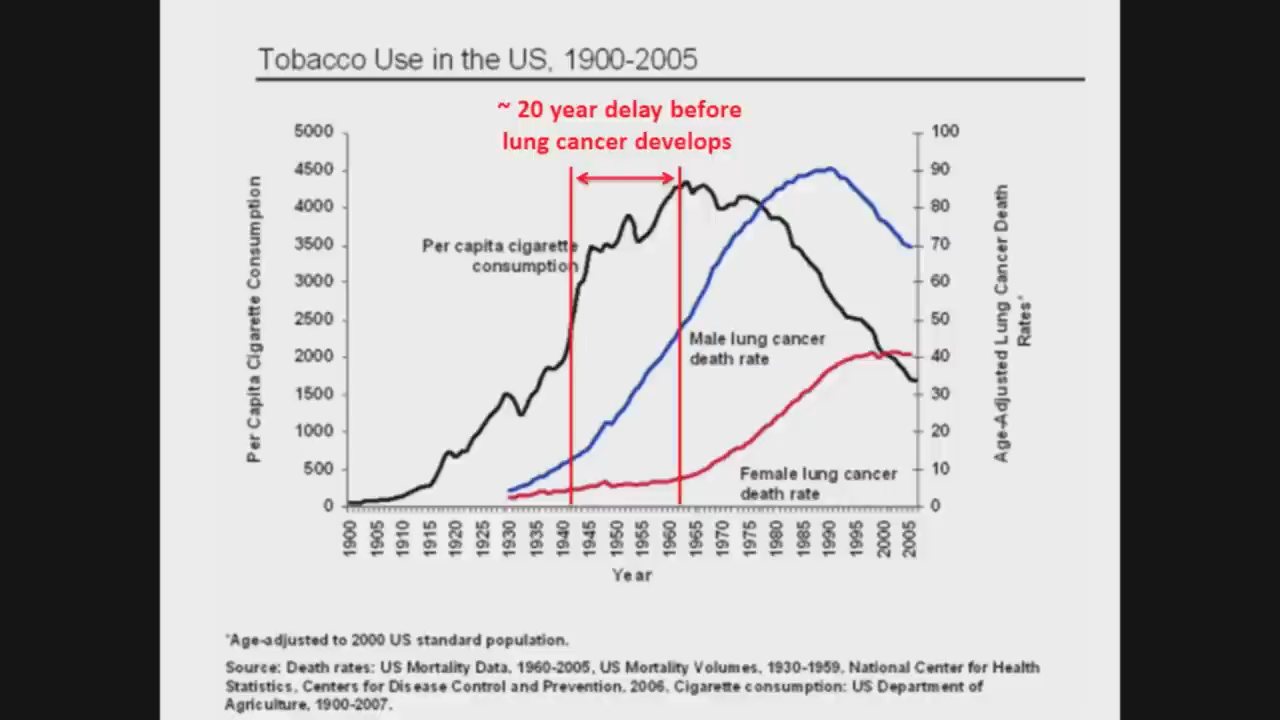 Tobacco Use in the US, 1900-2005
~ 20 year delay before
lung cancer develops
Per Capita Cigarette Consumption
5000
4500
4000
3500
3000
2500
2000
1500
1000
500
0
100
90
80
70
60
50
40
30
20
10
0
Age-Adjusted Lung Cancer Death
Rates*
Per capita cigarette
consumption
Male lung cancer
death rate
Female lung cancer
death rate
1900 1905 1910 1915 1920 1925 1930 1935 1940 1945 1950 1955 1960 1965 1970 1975 1980 1985 1990 1995 2000 2005
Year
*Age-adjusted to 2000 US standard population.
Source: Death rates: US Mortality Data, 1960-2005, US Mortality Volumes, 1930-1959, National Center for Health
Statistics, Centers for Disease Control and Prevention, 2006. Cigarette consumption: US Department of
Agriculture, 1900-2007.